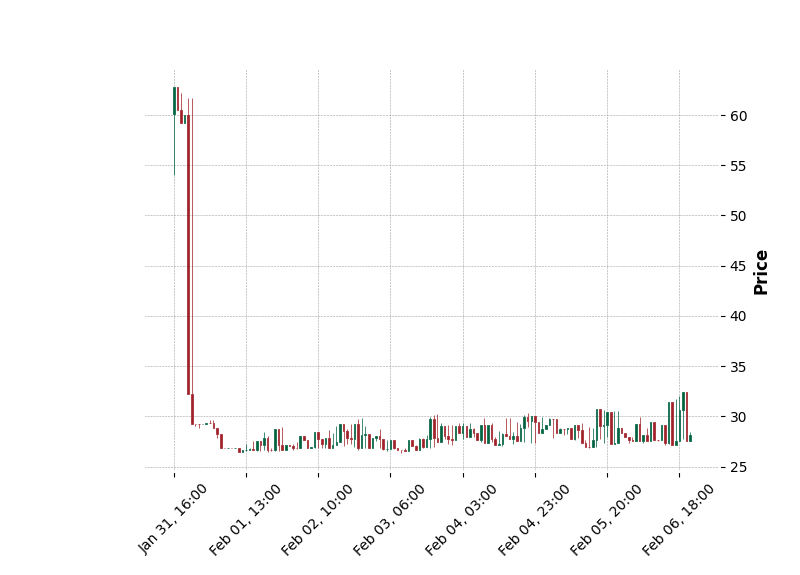 60
55
50
45
40
35
30
25
Price
Jan 31, 16:00
Feb 01, 13:00
Feb 02, 10:00
Feb 03, 06:00
Feb 04, 03:00
Feb 04, 23:00
Feb 05, 20:00
Feb 06, 18:00